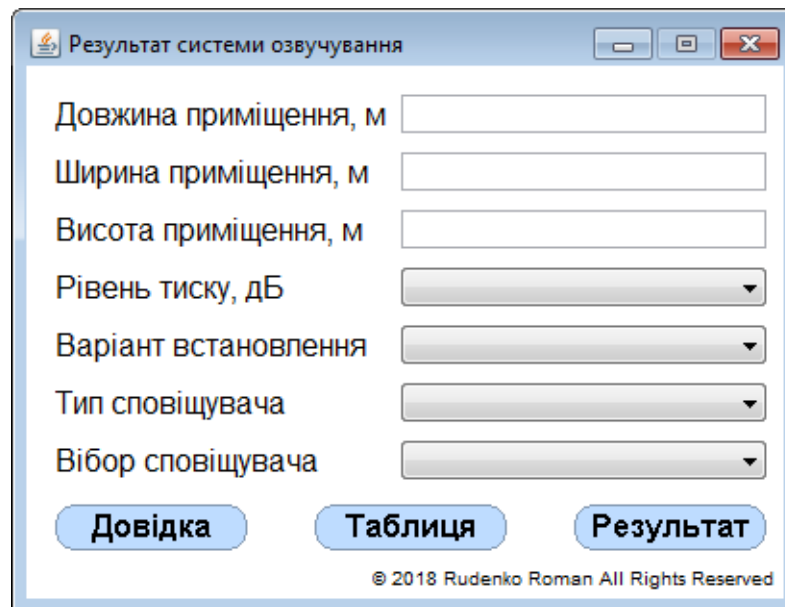 Результат системи озвучування
Довжина приміщення, м
Ширина приміщення, м
Висота приміщення, м
Рівень тиску, дБ
Варіант встановлення
Тип сповіщувача
Вібор сповіщувача
Довідка Таблиця Результат
© 2018 Rudenko Roman All Rights Reserved